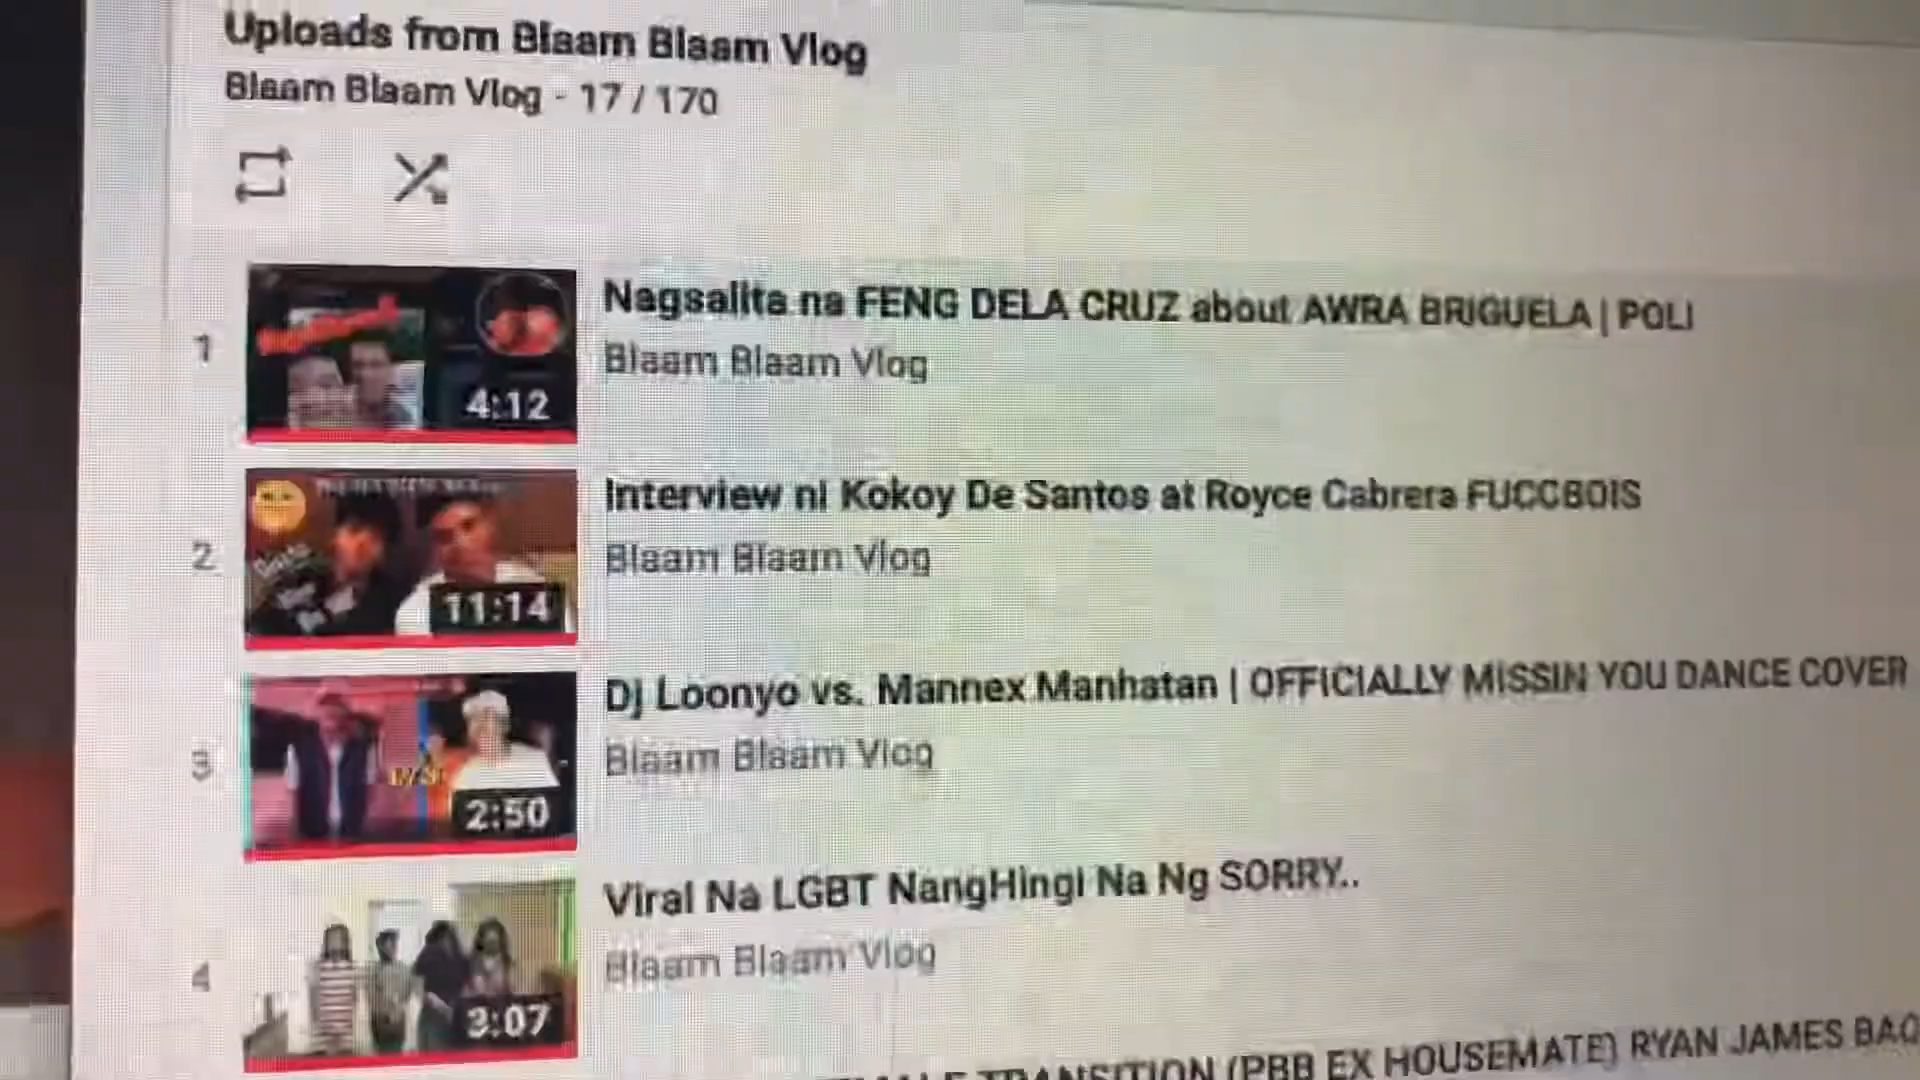 Uploads from Blaam Blaam Vlog
Blaam Blaam Vlog - 17 / 170
1
4:12
Nagsalita na FENG DELA CRUZ about AWRA BRIGUELA | POLI
Blaam Blaam Vlog
2
11:14
Interview ni Kokoy De Santos at Royce Cabrera FUCCBOIS
Blaam Blaam Vlog
3
2:50
Dj Loonyo vs. Mannex Manhatan | OFFICIALLY MISSIN YOU DANCE COVER
Blaam Blaam Vlog
4
3:07
Viral Na LGBT NangHingi Na Ng SORRY..
Blaam Blaam Vlog
TRANSITION (PBB EX HOUSEMATE) RYAN JAMES